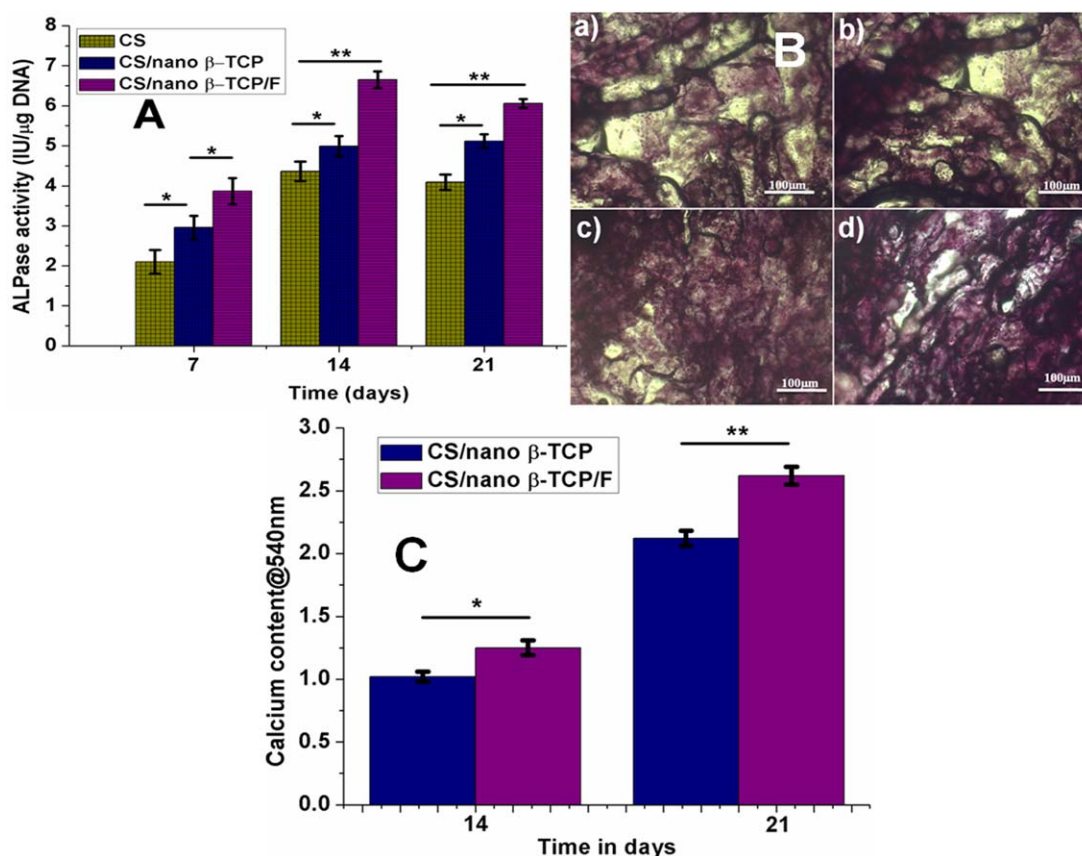 A
CS
CS/nano β–TCP
CS/nano β–TCP/F
ALPase activity (IU/μg DNA)
8
7
6
5
4
3
2
1
0
*
*
*
**
*
**
7
14
21
Time (days)
B
a)
100μm
b)
100μm
c)
100μm
d)
100μm
C
CS/nano β-TCP
CS/nano β-TCP/F
Calcium content@540nm
3.0
2.5
2.0
1.5
1.0
0.5
0.0
*
**
14
21
Time in days